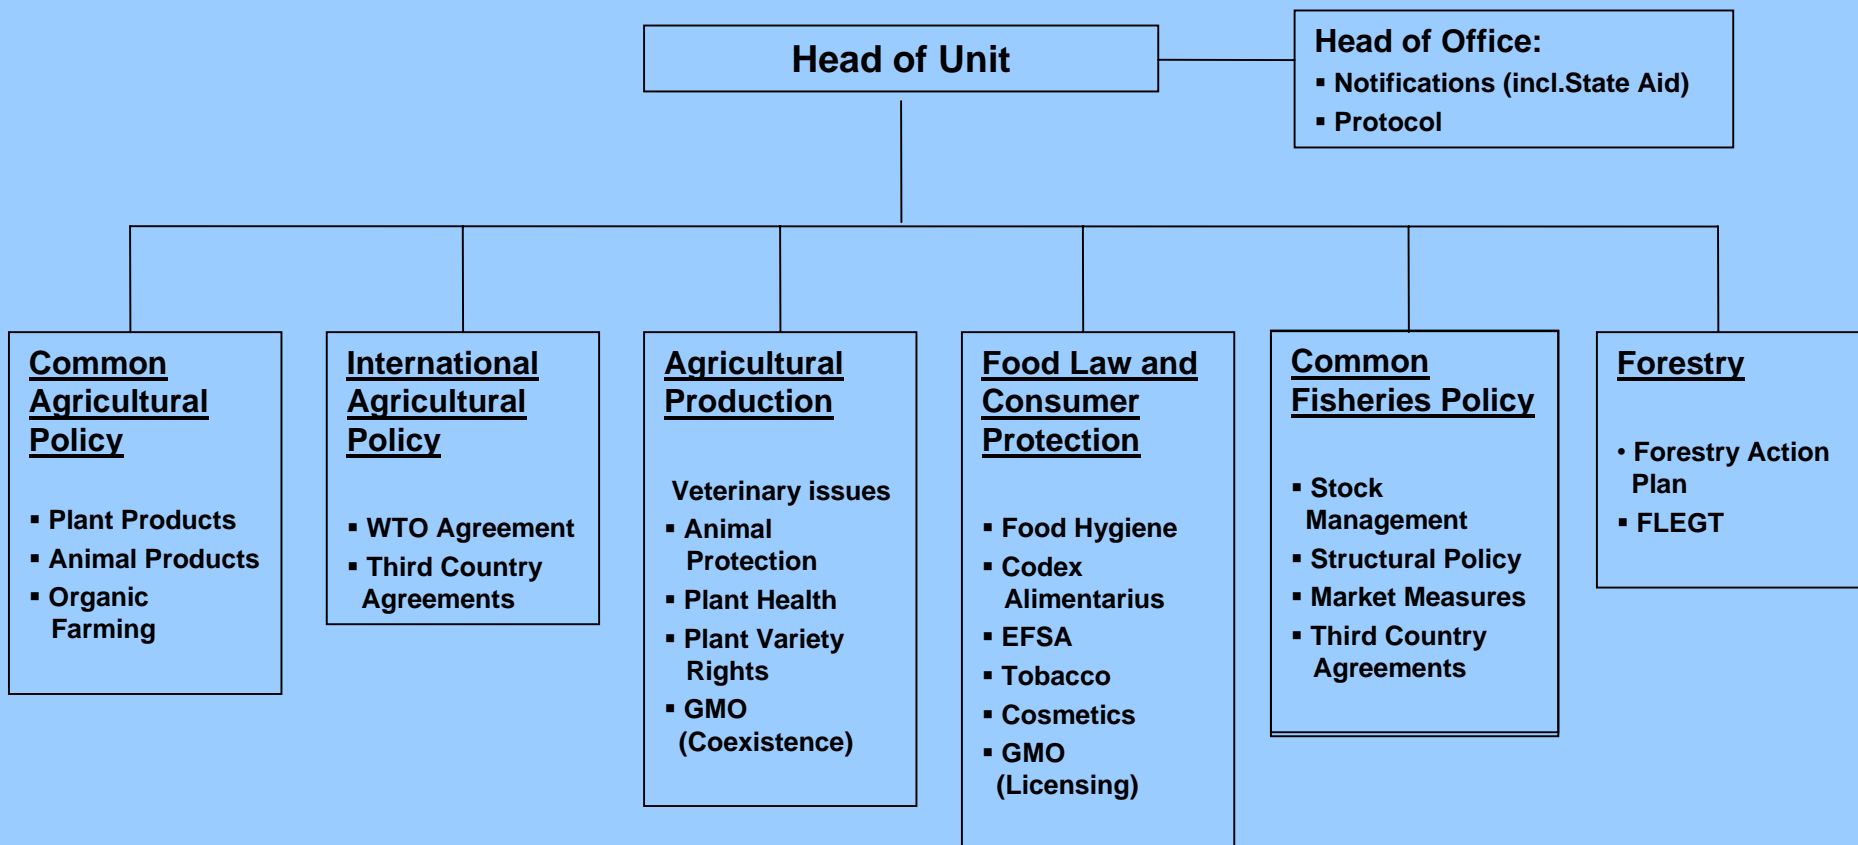 Head of Unit
Head of Office:
▪ Notifications (incl.State Aid)
▪ Protocol
Common
Agricultural
Policy
▪ Plant Products
▪ Animal Products
▪ Organic
Farming
International
Agricultural
Policy
▪ WTO Agreement
▪ Third Country
Agreements
Agricultural
Production
Veterinary issues
▪ Animal
Protection
▪ Plant Health
▪ Plant Variety
Rights
▪ GMO
(Coexistence)
Food Law and
Consumer
Protection
▪ Food Hygiene
▪ Codex
Alimentarius
▪ EFSA
▪ Tobacco
▪ Cosmetics
▪ GMO
(Licensing)
Common
Fisheries Policy
▪ Stock
Management
▪ Structural Policy
▪ Market Measures
▪ Third Country
Agreements
Forestry
• Forestry Action
Plan
▪ FLEGT